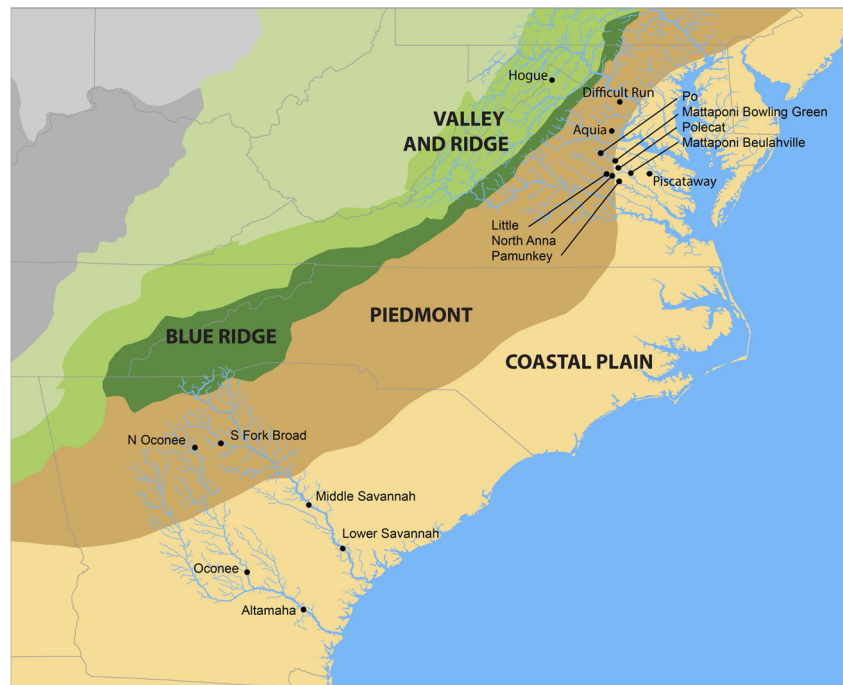 Hogue
Difficult Run
Po
Mattaponi Bowling Green
Polecat
Mattaponi Beulahville
VALLEY
AND RIDGE
Aquia
Piscataway
Little
North Anna
Pamunkey
BLUE RIDGE
PIEDMONT
COASTAL PLAIN
N Oconee
S Fork Broad
Middle Savannah
Lower Savannah
Oconee
Altamaha